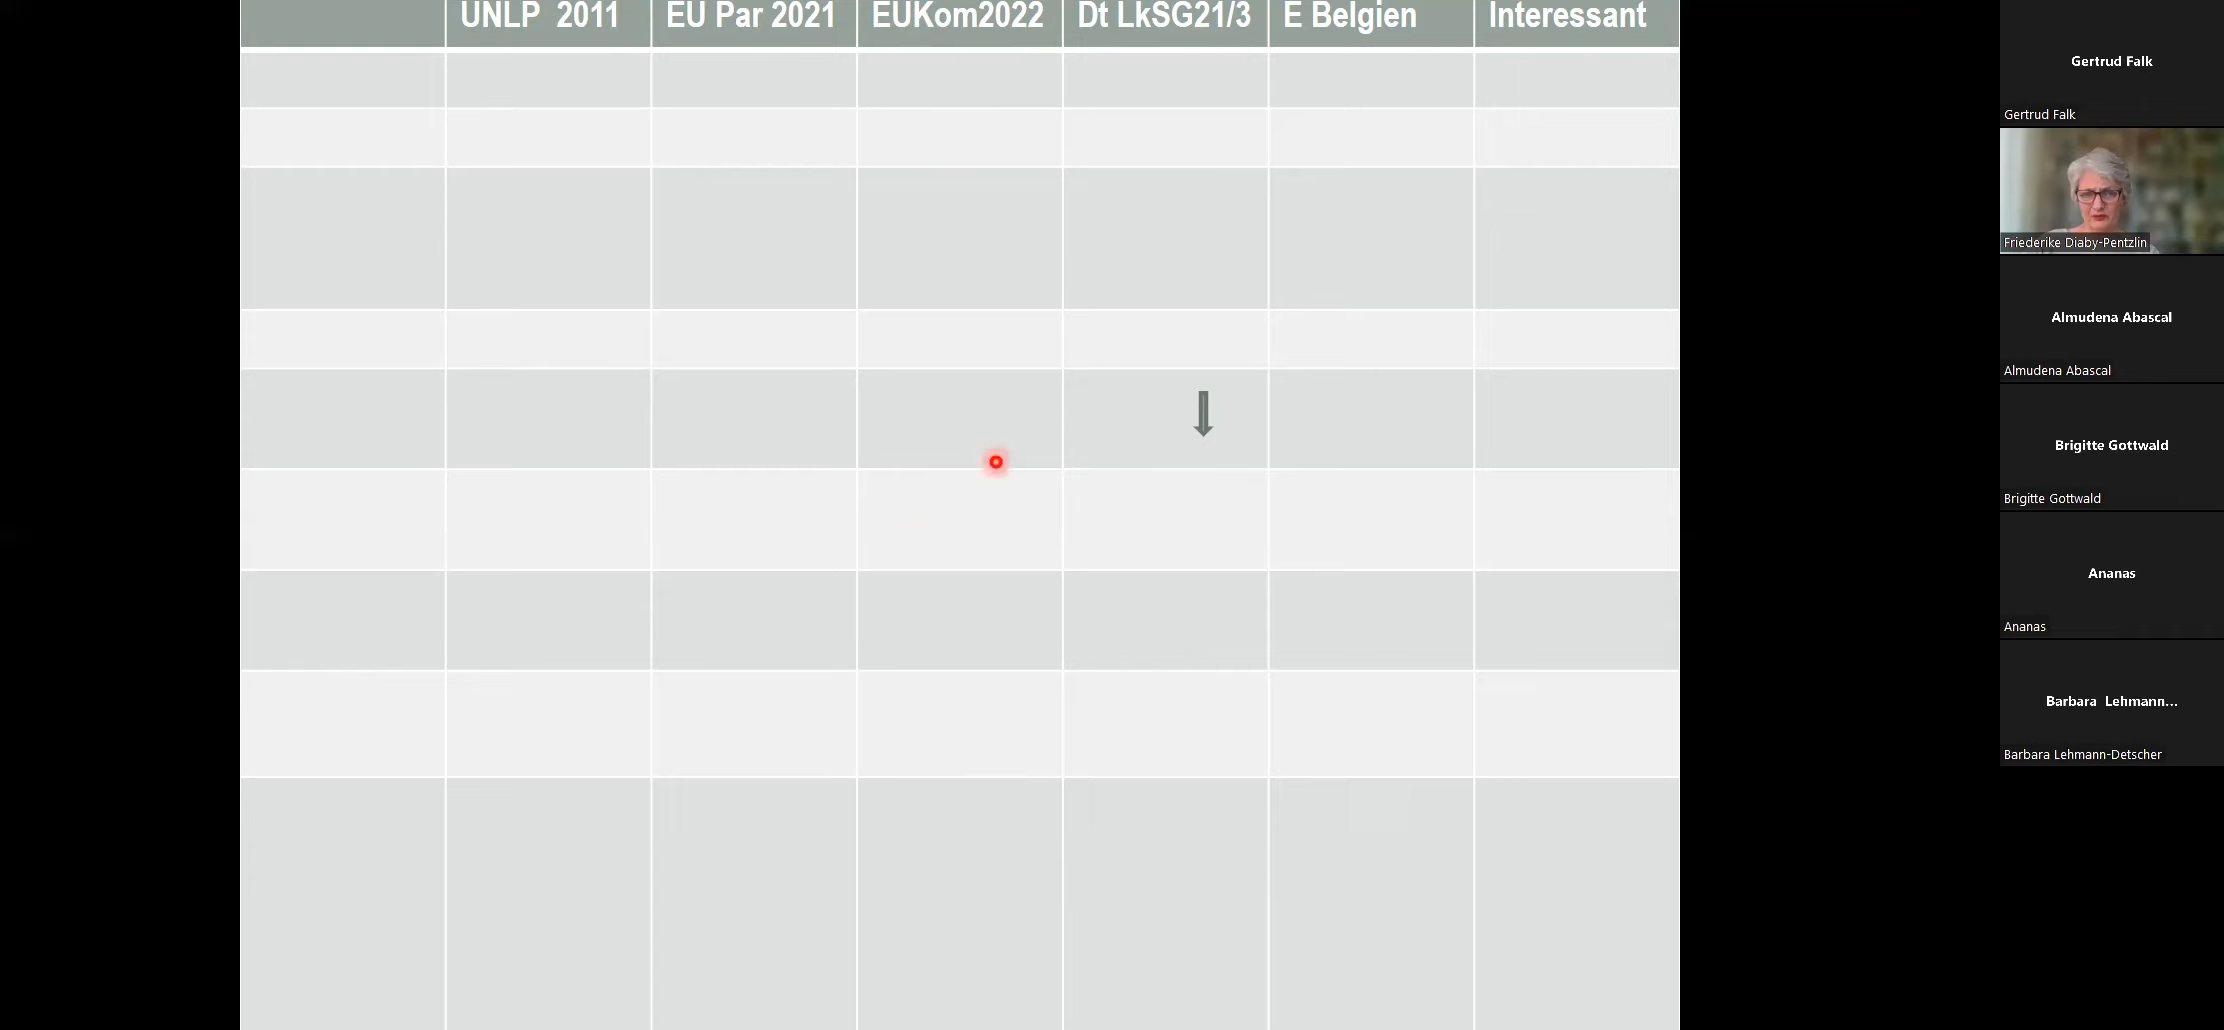 UNLP 2011
EU Par 2021
EUKom2022
Dt LkSG21/3
E Belgien
Interessant
Gertrud Falk
Gertrud Falk
Friederike Diaby-Pentzlin
Almudena Abascal
Almudena Abascal
Brigitte Gottwald
Brigitte Gottwald
Ananas
Ananas
Barbara Lehmann...
Barbara Lehmann-Detscher